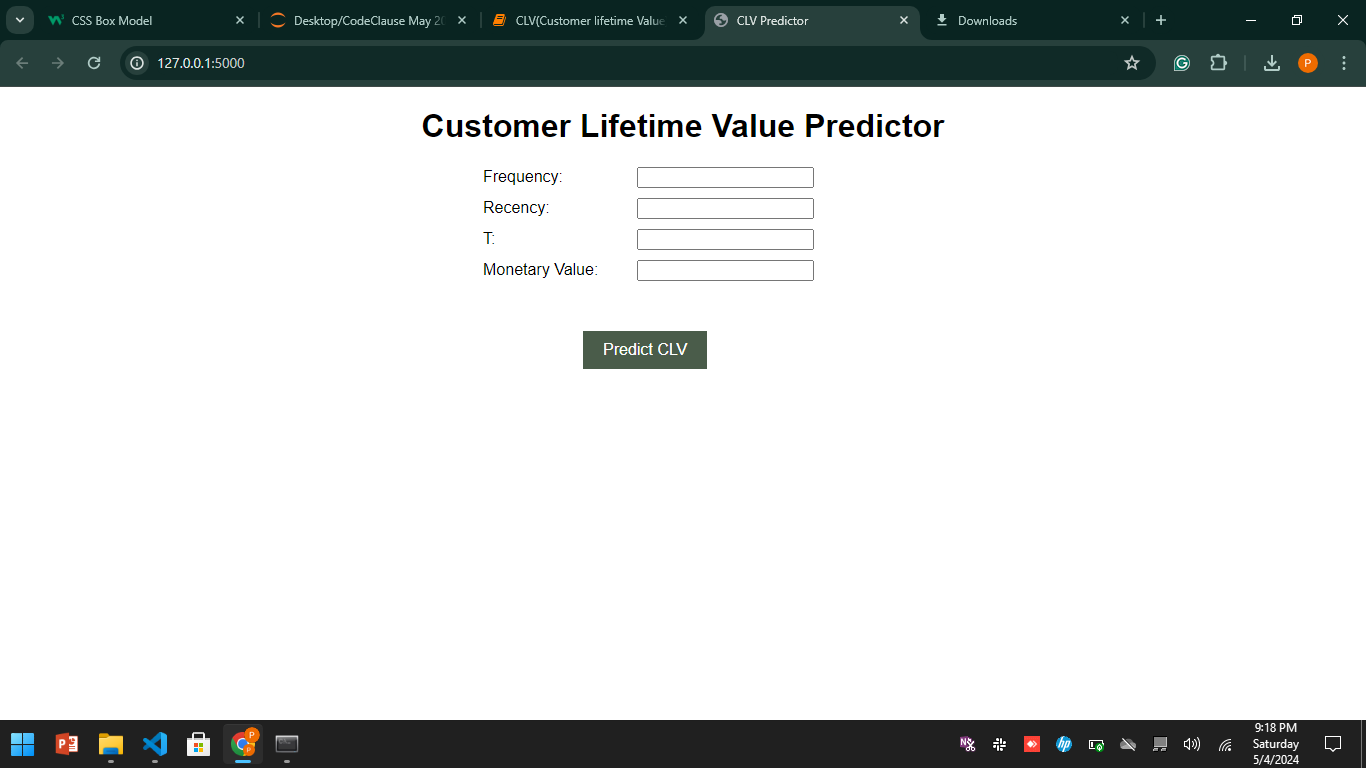 CSS Box Model
Desktop/CodeClause May 20
CLV(Customer lifetime Value
CLV Predictor
Downloads
127.0.0.1:5000
P
Customer Lifetime Value Predictor
Frequency:
Recency:
T:
Monetary Value:
Predict CLV
9:18 PM
Saturday
5/4/2024